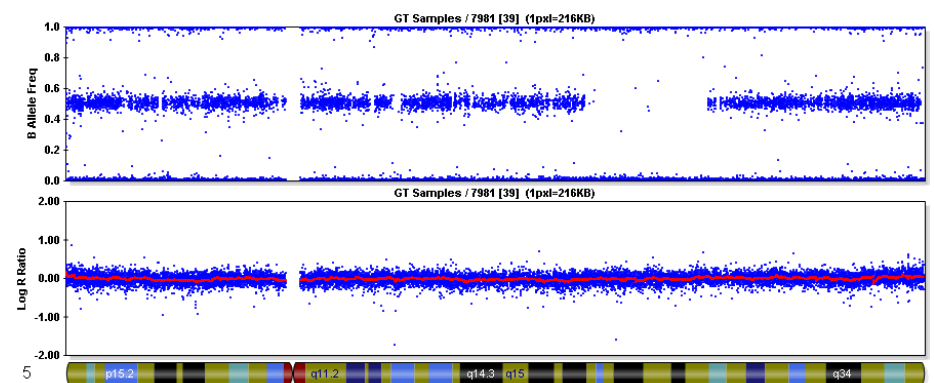 GT Samples / 7981 [39] (1pxl=216KB)
B Allele Freq
1.0
0.8
0.6
0.4
0.2
0.0
GT Samples / 7981 [39] (1pxl=216KB)
Log R Ratio
2.00
1.00
0.00
-1.00
-2.00
5 p15.2 q11.2 q14.3 q15 q34